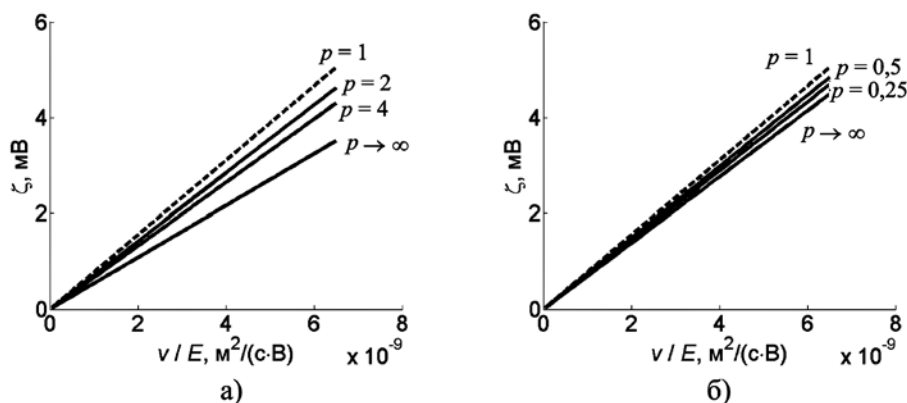 6
4
2
0
0
2
4
6
8
ζ, мВ
p = 1
p = 2
p = 4
p → ∞
v / E, м²/(с·В)
x 10⁻⁹
а)
6
4
2
0
0
2
4
6
8
ζ, мВ
p = 1
p = 0,5
p = 0,25
p → ∞
v / E, м²/(с·В)
x 10⁻⁹
б)